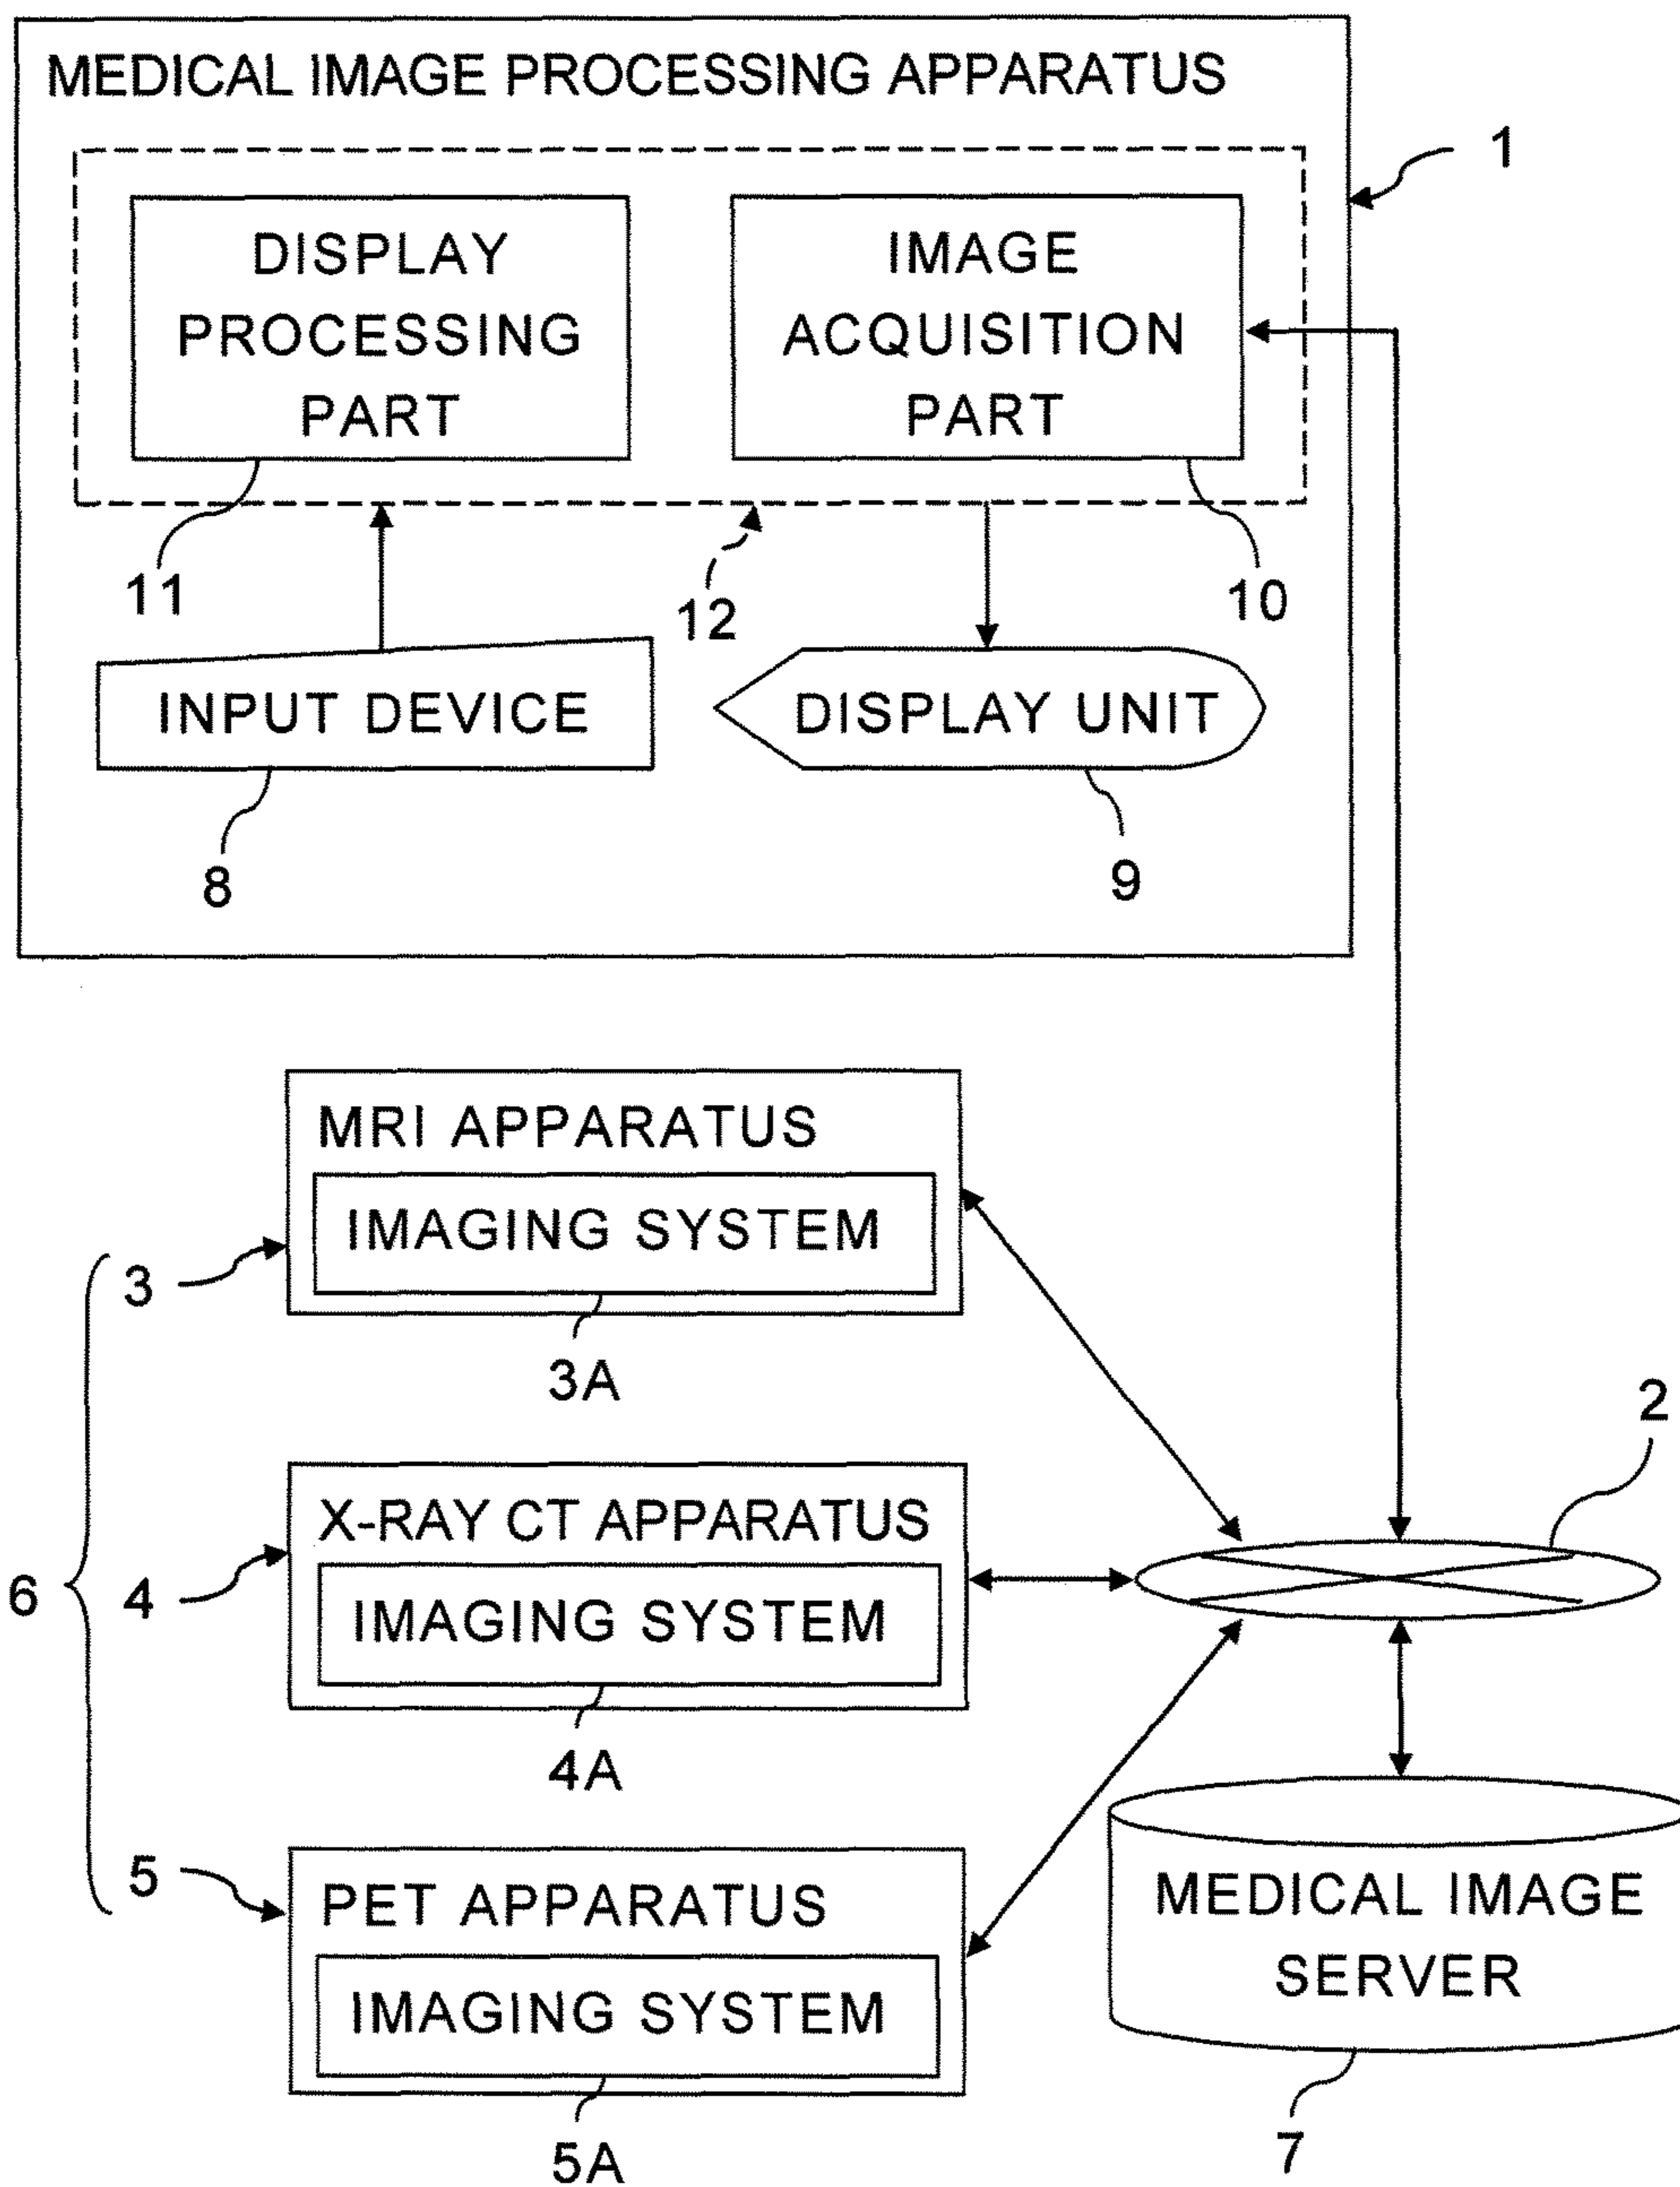 MEDICAL IMAGE PROCESSING APPARATUS
1
DISPLAY
PROCESSING
PART
IMAGE
ACQUISITION
PART
11
12
10
INPUT DEVICE
DISPLAY UNIT
8
9
MRI APPARATUS
IMAGING SYSTEM
3
3A
2
X-RAY CT APPARATUS
IMAGING SYSTEM
6
4
4A
5
PET APPARATUS
IMAGING SYSTEM
5A
MEDICAL IMAGE
SERVER
7